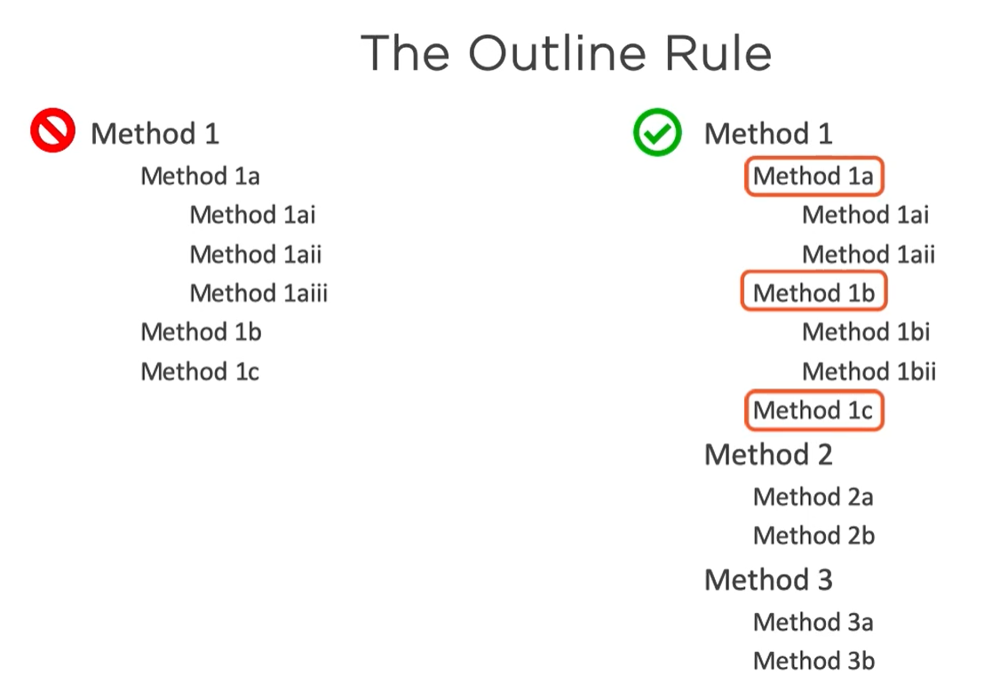 The Outline Rule
Method 1
Method 1a
Method 1ai
Method 1aii
Method 1aiii
Method 1b
Method 1c
Method 1
Method 1a
Method 1ai
Method 1aii
Method 1b
Method 1bi
Method 1bii
Method 1c
Method 2
Method 2a
Method 2b
Method 3
Method 3a
Method 3b